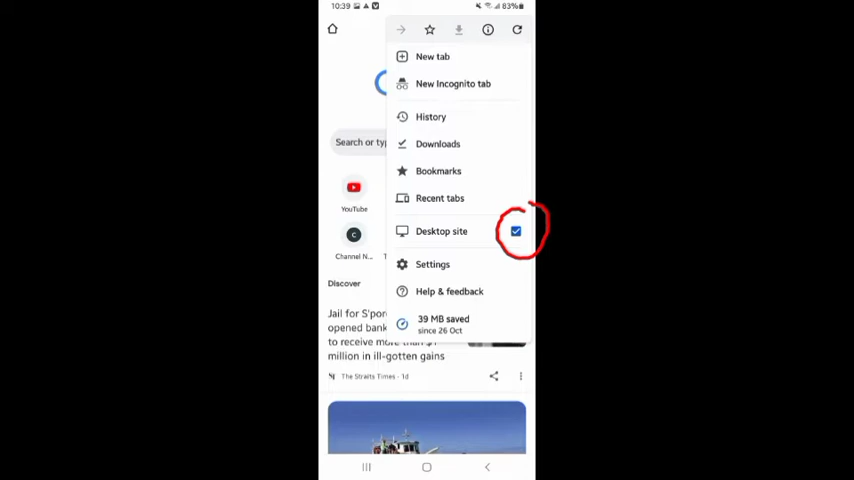 10:39
83%
New tab
New Incognito tab
History
Search or typ
Downloads
Bookmarks
Recent tabs
YouTube
Desktop site
Channel N...
Settings
Discover
Help & feedback
39 MB saved
since 26 Oct
Jail for S'por
opened bank
to receive more than $1
million in ill-gotten gains
The Straits Times · 1d